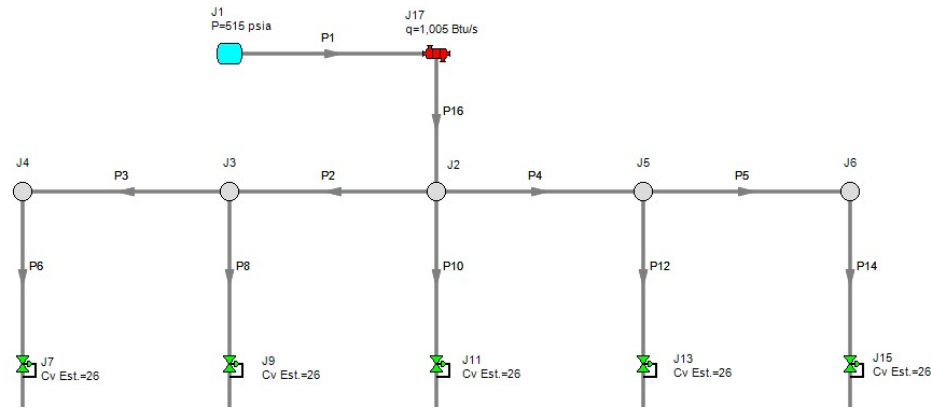 J1
P=515 psia
J17
q=1,005 Btu/s
P1
P16
J4
J3
J2
J5
J6
P3
P2
P4
P5
P6
P8
P10
P12
P14
J7
Cv Est.=26
J9
Cv Est.=26
J11
Cv Est.=26
J13
Cv Est.=26
J15
Cv Est.=26